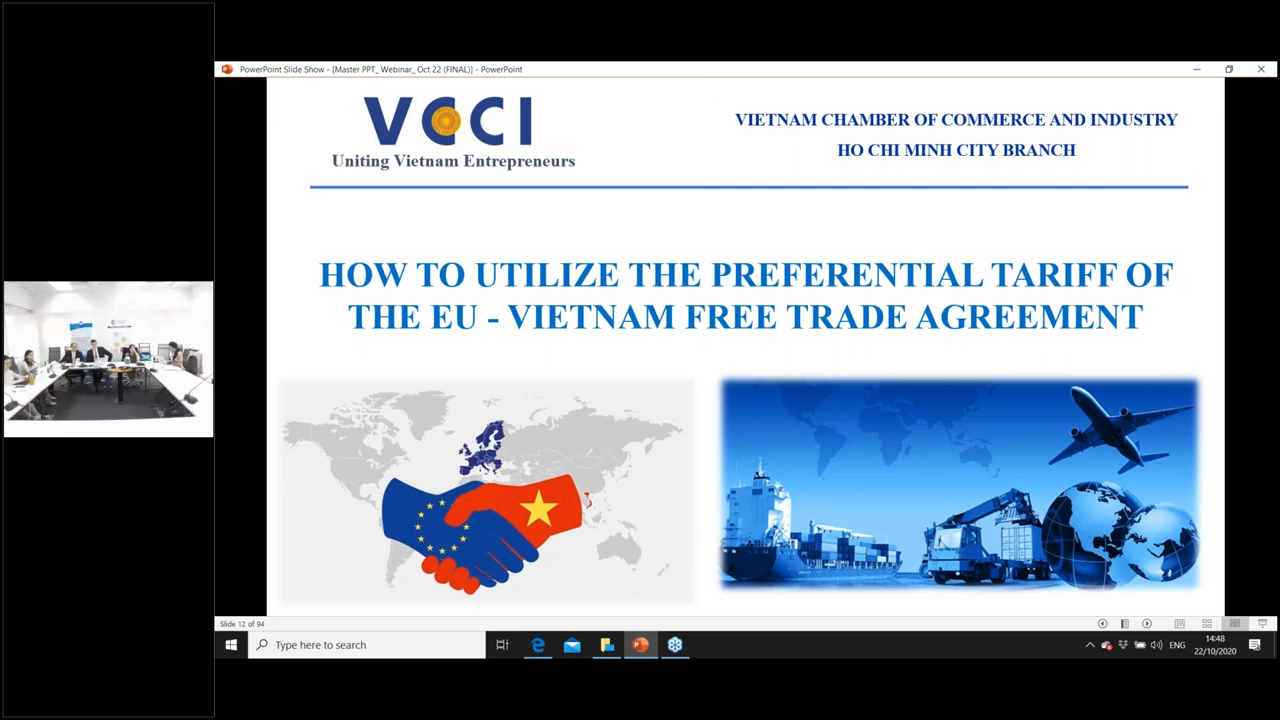 PowerPoint Slide Show - [Master PPT_ Webinar_ Oct 22 (FINAL)] - PowerPoint
VCCI
Uniting Vietnam Entrepreneurs
VIETNAM CHAMBER OF COMMERCE AND INDUSTRY
HO CHI MINH CITY BRANCH
HOW TO UTILIZE THE PREFERENTIAL TARIFF OF
THE EU - VIETNAM FREE TRADE AGREEMENT
Slide 12 of 94
Type here to search
ENG
14:48
22/10/2020